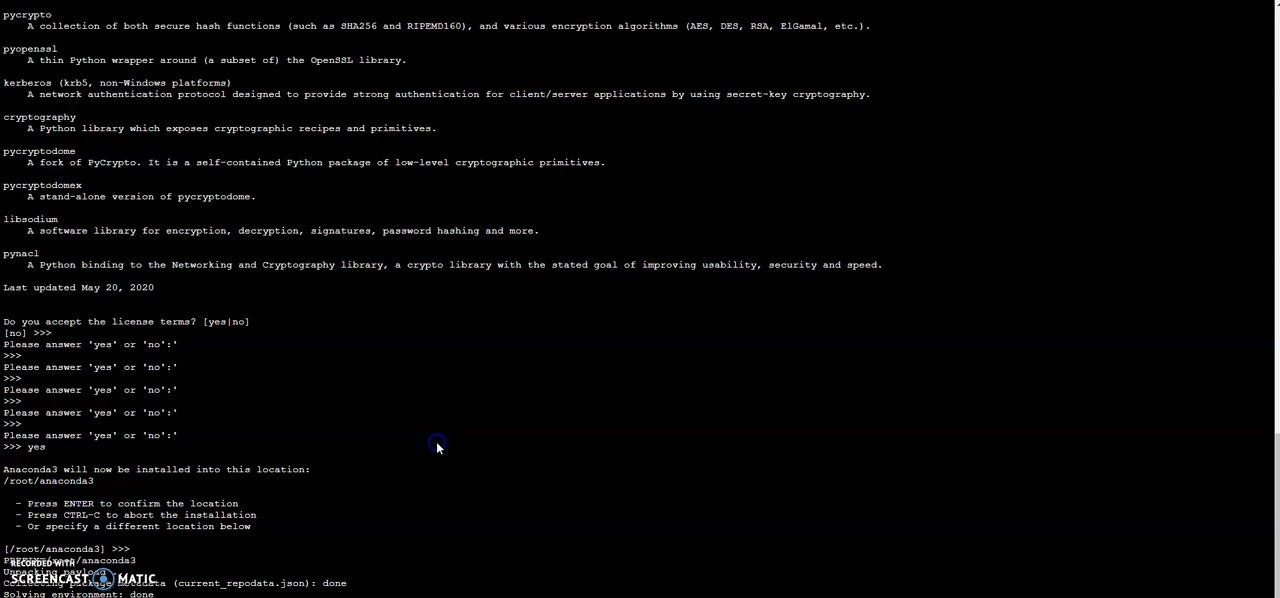 pycrypto
A collection of both secure hash functions (such as SHA256 and RIPEMD160), and various encryption algorithms (AES, DES, RSA, ElGamal, etc.).
pyopenssl
A thin Python wrapper around (a subset of) the OpenSSL library.
kerberos (krb5, non-Windows platforms)
A network authentication protocol designed to provide strong authentication for client/server applications by using secret-key cryptography.
cryptography
A Python library which exposes cryptographic recipes and primitives.
pycryptodome
A fork of PyCrypto. It is a self-contained Python package of low-level cryptographic primitives.
pycryptodomex
A stand-alone version of pycryptodome.
libsodium
A software library for encryption, decryption, signatures, password hashing and more.
pynacl
A Python binding to the Networking and Cryptography library, a crypto library with the stated goal of improving usability, security and speed.
Last updated May 20, 2020
Do you accept the license terms? [yes|no]
[no] >>>
Please answer 'yes' or 'no':'
>>>
Please answer 'yes' or 'no':'
>>>
Please answer 'yes' or 'no':'
>>>
Please answer 'yes' or 'no':'
>>>
Please answer 'yes' or 'no':'
>>> yes
Anaconda3 will now be installed into this location:
/root/anaconda3
- Press ENTER to confirm the location
- Press CTRL-C to abort the installation
- Or specify a different location below
[/root/anaconda3] >>>
PREFIX=/root/anaconda3
Unpacking payload ...
Collecting package metadata (current_repodata.json): done
Solving environment: done
RECORDED WITH
SCREENCAST MATIC